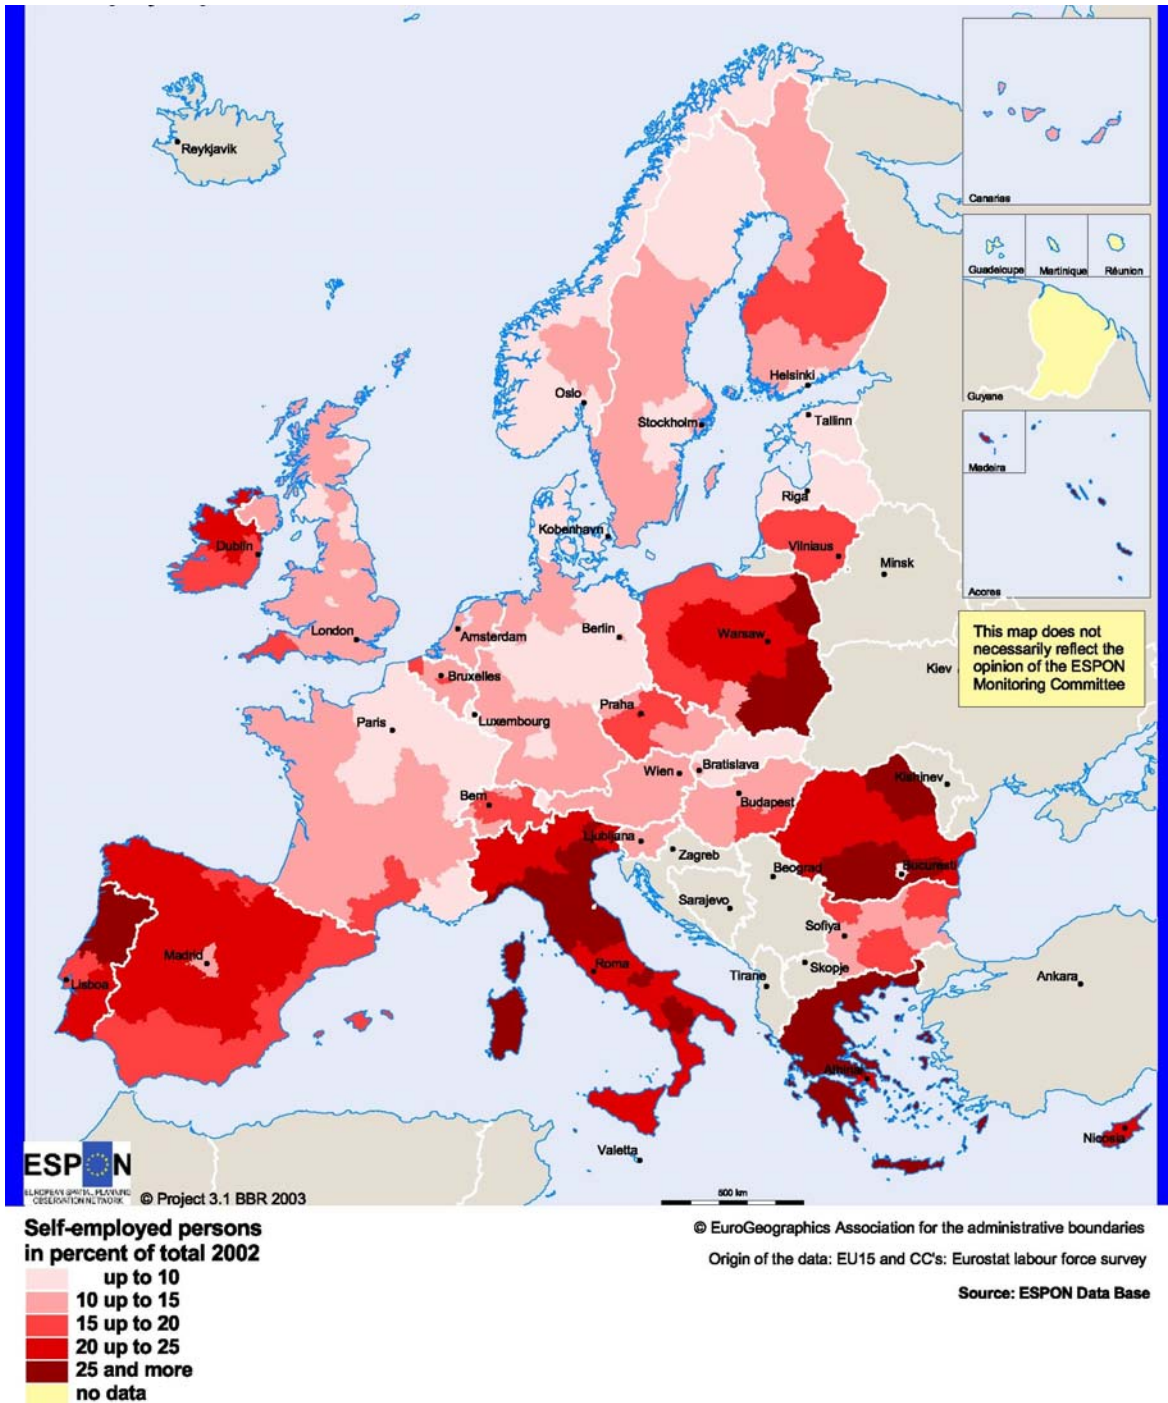 Reykjavik
Canarias
Guadeloupe
Martinique
Réunion
Guyane
Helsinki
Oslo
Stockholm
Tallinn
Madeira
Riga
Kobenhavn
Dublin
Vilniaus
Minsk
Acores
London
Amsterdam
Berlin
Warsaw
This map does not
necessarily reflect the
opinion of the ESPON
Monitoring Committee
Bruxelles
Kiev
Praha
Paris
Luxembourg
Wien
Bratislava
Kishinev
Bern
Budapest
Ljubljana
Zagreb
Beograd
Bucuresti
Sarajevo
Sofiya
Madrid
Roma
Skopje
Tirane
Ankara
Lisboa
Athinai
Nicosia
Valetta
ESPON
EUROPEAN SPATIAL PLANNING
OBSERVATION NETWORK
© Project 3.1 BBR 2003
500 km
Self-employed persons
in percent of total 2002
up to 10
10 up to 15
15 up to 20
20 up to 25
25 and more
no data
© EuroGeographics Association for the administrative boundaries
Origin of the data: EU15 and CC's: Eurostat labour force survey
Source: ESPON Data Base